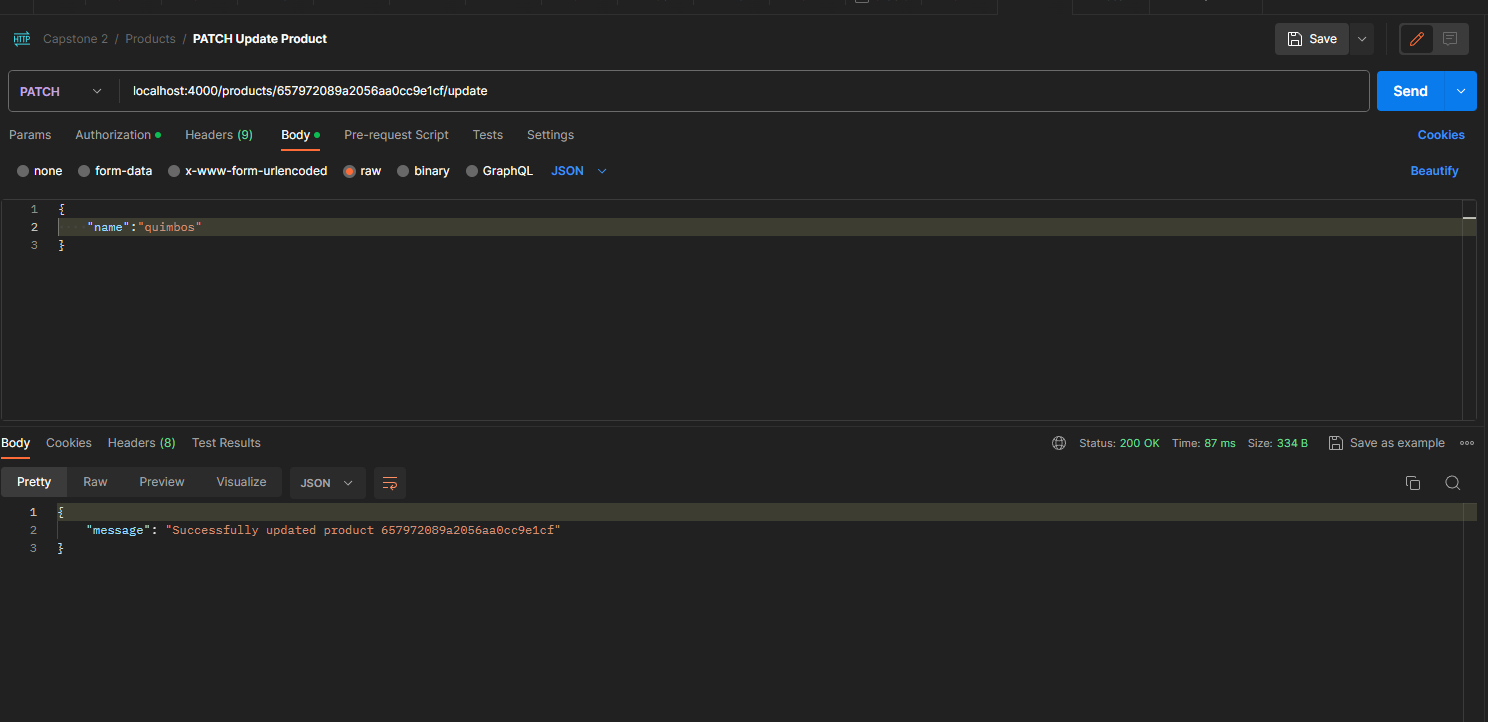 HTTP Capstone 2 / Products / PATCH Update Product
Save
PATCH
localhost:4000/products/657972089a2056aa0cc9e1cf/update
Send
Params Authorization Headers (9) Body Pre-request Script Tests Settings Cookies
none form-data x-www-form-urlencoded raw binary GraphQL JSON Beautify
1 {
2 "name":"quimbos"
3 }
Body Cookies Headers (8) Test Results Status: 200 OK Time: 87 ms Size: 334 B Save as example
Pretty Raw Preview Visualize JSON
1 {
2 "message": "Successfully updated product 657972089a2056aa0cc9e1cf"
3 }